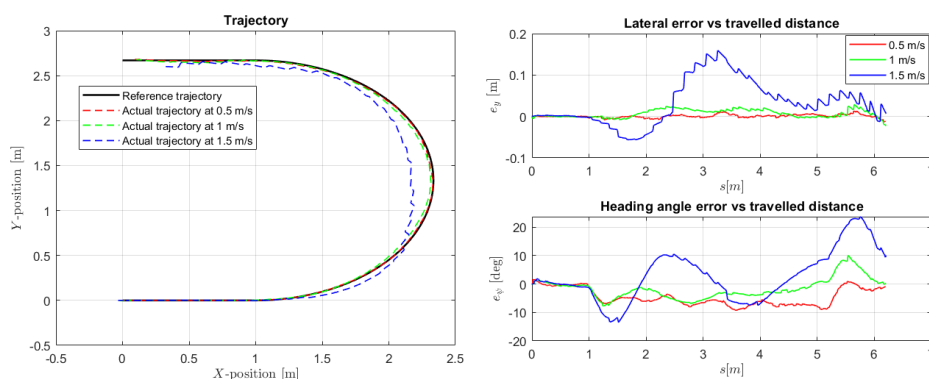 Trajectory
3
2.5
2
1.5
1
0.5
0
-0.5
Y-position [m]
Reference trajectory
Actual trajectory at 0.5 m/s
Actual trajectory at 1 m/s
Actual trajectory at 1.5 m/s
-0.5 0 0.5 1 1.5 2 2.5
X-position [m]
Lateral error vs travelled distance
0.2
0.1
0
-0.1
e_y [m]
0.5 m/s
1 m/s
1.5 m/s
0 1 2 3 4 5 6 7
s[m]
Heading angle error vs travelled distance
20
10
0
-10
20
e_ψ [deg]
0 1 2 3 4 5 6 7
s[m]